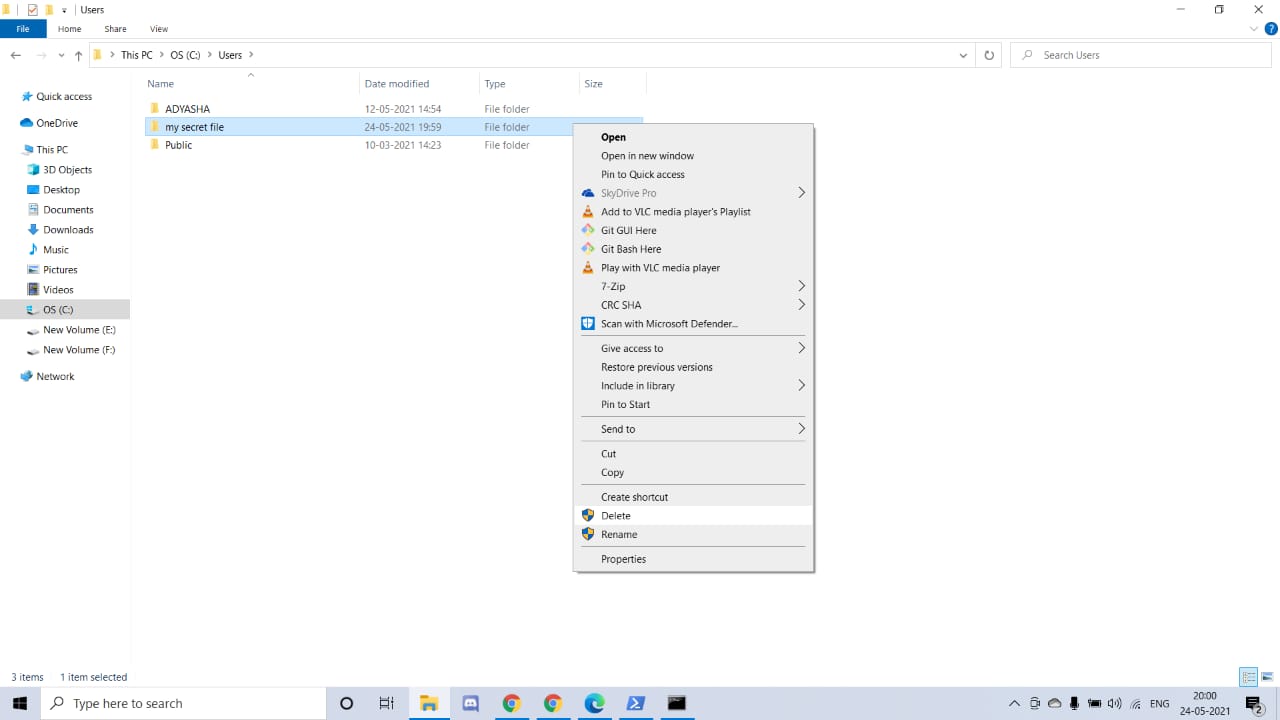 Users
File Home Share View
This PC OS (C:) Users
Search Users
Name Date modified Type Size
Quick access
OneDrive
This PC
3D Objects
Desktop
Documents
Downloads
Music
Pictures
Videos
OS (C:)
New Volume (E:)
New Volume (F:)
Network
ADYASHA 12-05-2021 14:54 File folder
my secret file 24-05-2021 19:59 File folder
Public 10-03-2021 14:23 File folder
Open
Open in new window
Pin to Quick access
SkyDrive Pro
Add to VLC media player's Playlist
Git GUI Here
Git Bash Here
Play with VLC media player
7-Zip
CRC SHA
Scan with Microsoft Defender...
Give access to
Restore previous versions
Include in library
Pin to Start
Send to
Cut
Copy
Create shortcut
Delete
Rename
Properties
3 items 1 item selected
Type here to search
ENG
20:00
24-05-2021
2